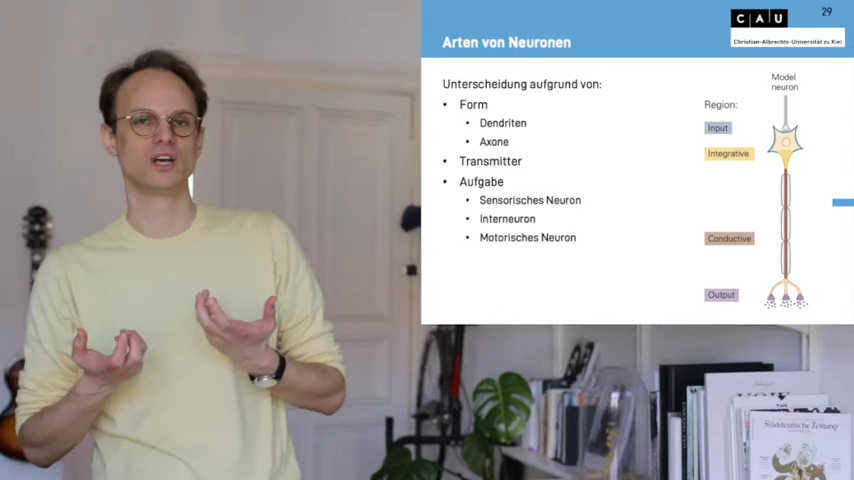 29
C|A|U
Christian-Albrechts-Universität zu Kiel
Arten von Neuronen
Unterscheidung aufgrund von:
• Form
• Dendriten
• Axone
• Transmitter
• Aufgabe
• Sensorisches Neuron
• Interneuron
• Motorisches Neuron
Model
neuron
Region:
Input
Integrative
Conductive
Output
Süddeutsche Zeitung